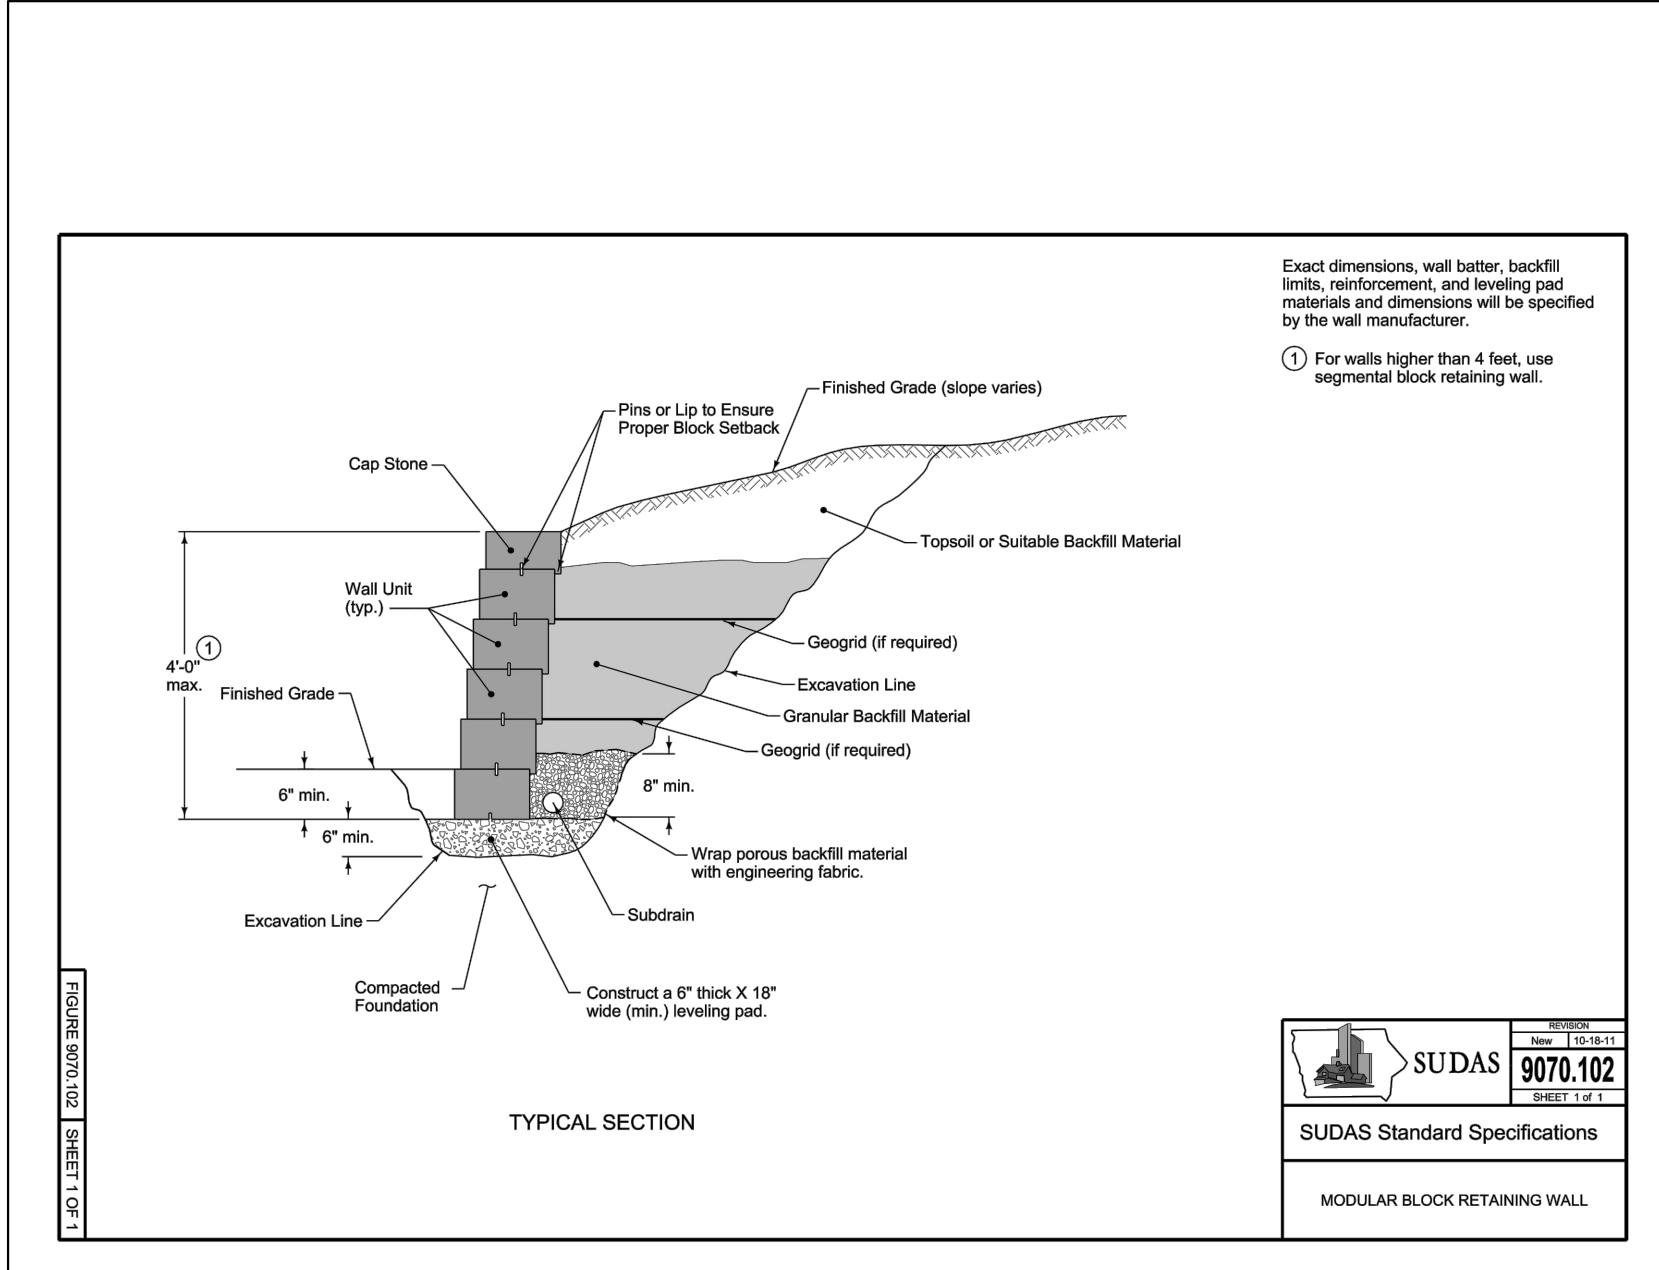 Exact dimensions, wall batter, backfill
limits, reinforcement, and leveling pad
materials and dimensions will be specified
by the wall manufacturer.
1 For walls higher than 4 feet, use
segmental block retaining wall.
Finished Grade (slope varies)
Pins or Lip to Ensure
Proper Block Setback
Cap Stone
Topsoil or Suitable Backfill Material
Wall Unit
(typ.)
Geogrid (if required)
1
4'-0"
max.
Excavation Line
Finished Grade
Granular Backfill Material
Geogrid (if required)
6" min.
8" min.
6" min.
Wrap porous backfill material
with engineering fabric.
Subdrain
Excavation Line
Compacted
Foundation
Construct a 6" thick X 18"
wide (min.) leveling pad.
TYPICAL SECTION
FIGURE 9070.102
SHEET 1 OF 1
SUDAS
REVISION
New 10-18-11
9070.102
SHEET 1 of 1
SUDAS Standard Specifications
MODULAR BLOCK RETAINING WALL